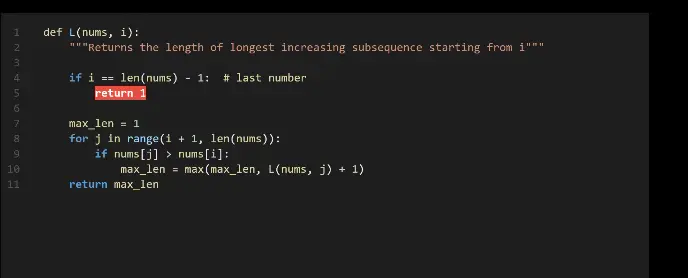 1 def L(nums, i):
2 """Returns the length of longest increasing subsequence starting from i"""
3
4 if i == len(nums) - 1: # last number
5 return 1
6
7 max_len = 1
8 for j in range(i + 1, len(nums)):
9 if nums[j] > nums[i]:
10 max_len = max(max_len, L(nums, j) + 1)
11 return max_len